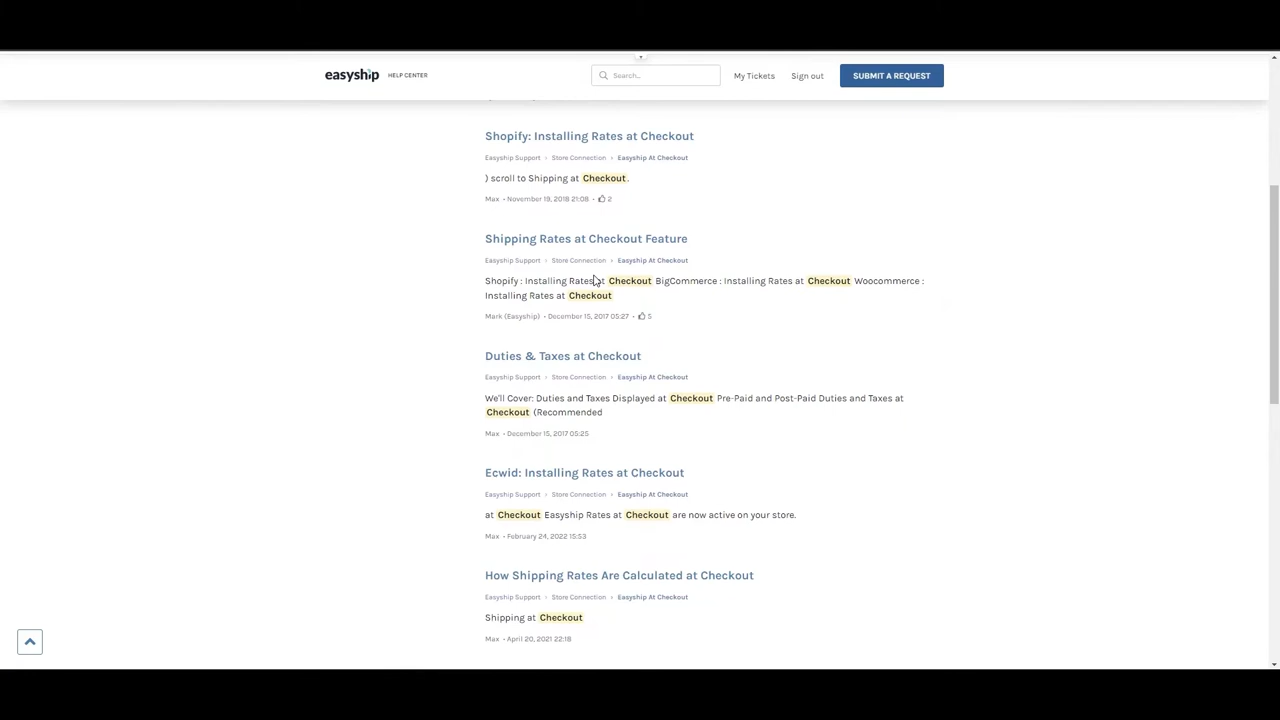 easyship HELP CENTER
Search...
My Tickets
Sign out
SUBMIT A REQUEST
Shopify: Installing Rates at Checkout
Easyship Support › Store Connection › Easyship At Checkout
) scroll to Shipping at Checkout.
Max • November 19, 2018 21:08 • 2
Shipping Rates at Checkout Feature
Easyship Support › Store Connection › Easyship At Checkout
Shopify : Installing Rates at Checkout BigCommerce : Installing Rates at Checkout Woocommerce :
Installing Rates at Checkout
Mark (Easyship) • December 15, 2017 05:27 • 5
Duties & Taxes at Checkout
Easyship Support › Store Connection › Easyship At Checkout
We'll Cover: Duties and Taxes Displayed at Checkout Pre-Paid and Post-Paid Duties and Taxes at
Checkout (Recommended
Max • December 15, 2017 05:25
Ecwid: Installing Rates at Checkout
Easyship Support › Store Connection › Easyship At Checkout
at Checkout Easyship Rates at Checkout are now active on your store.
Max • February 24, 2022 15:53
How Shipping Rates Are Calculated at Checkout
Easyship Support › Store Connection › Easyship At Checkout
Shipping at Checkout
Max • April 20, 2021 22:18